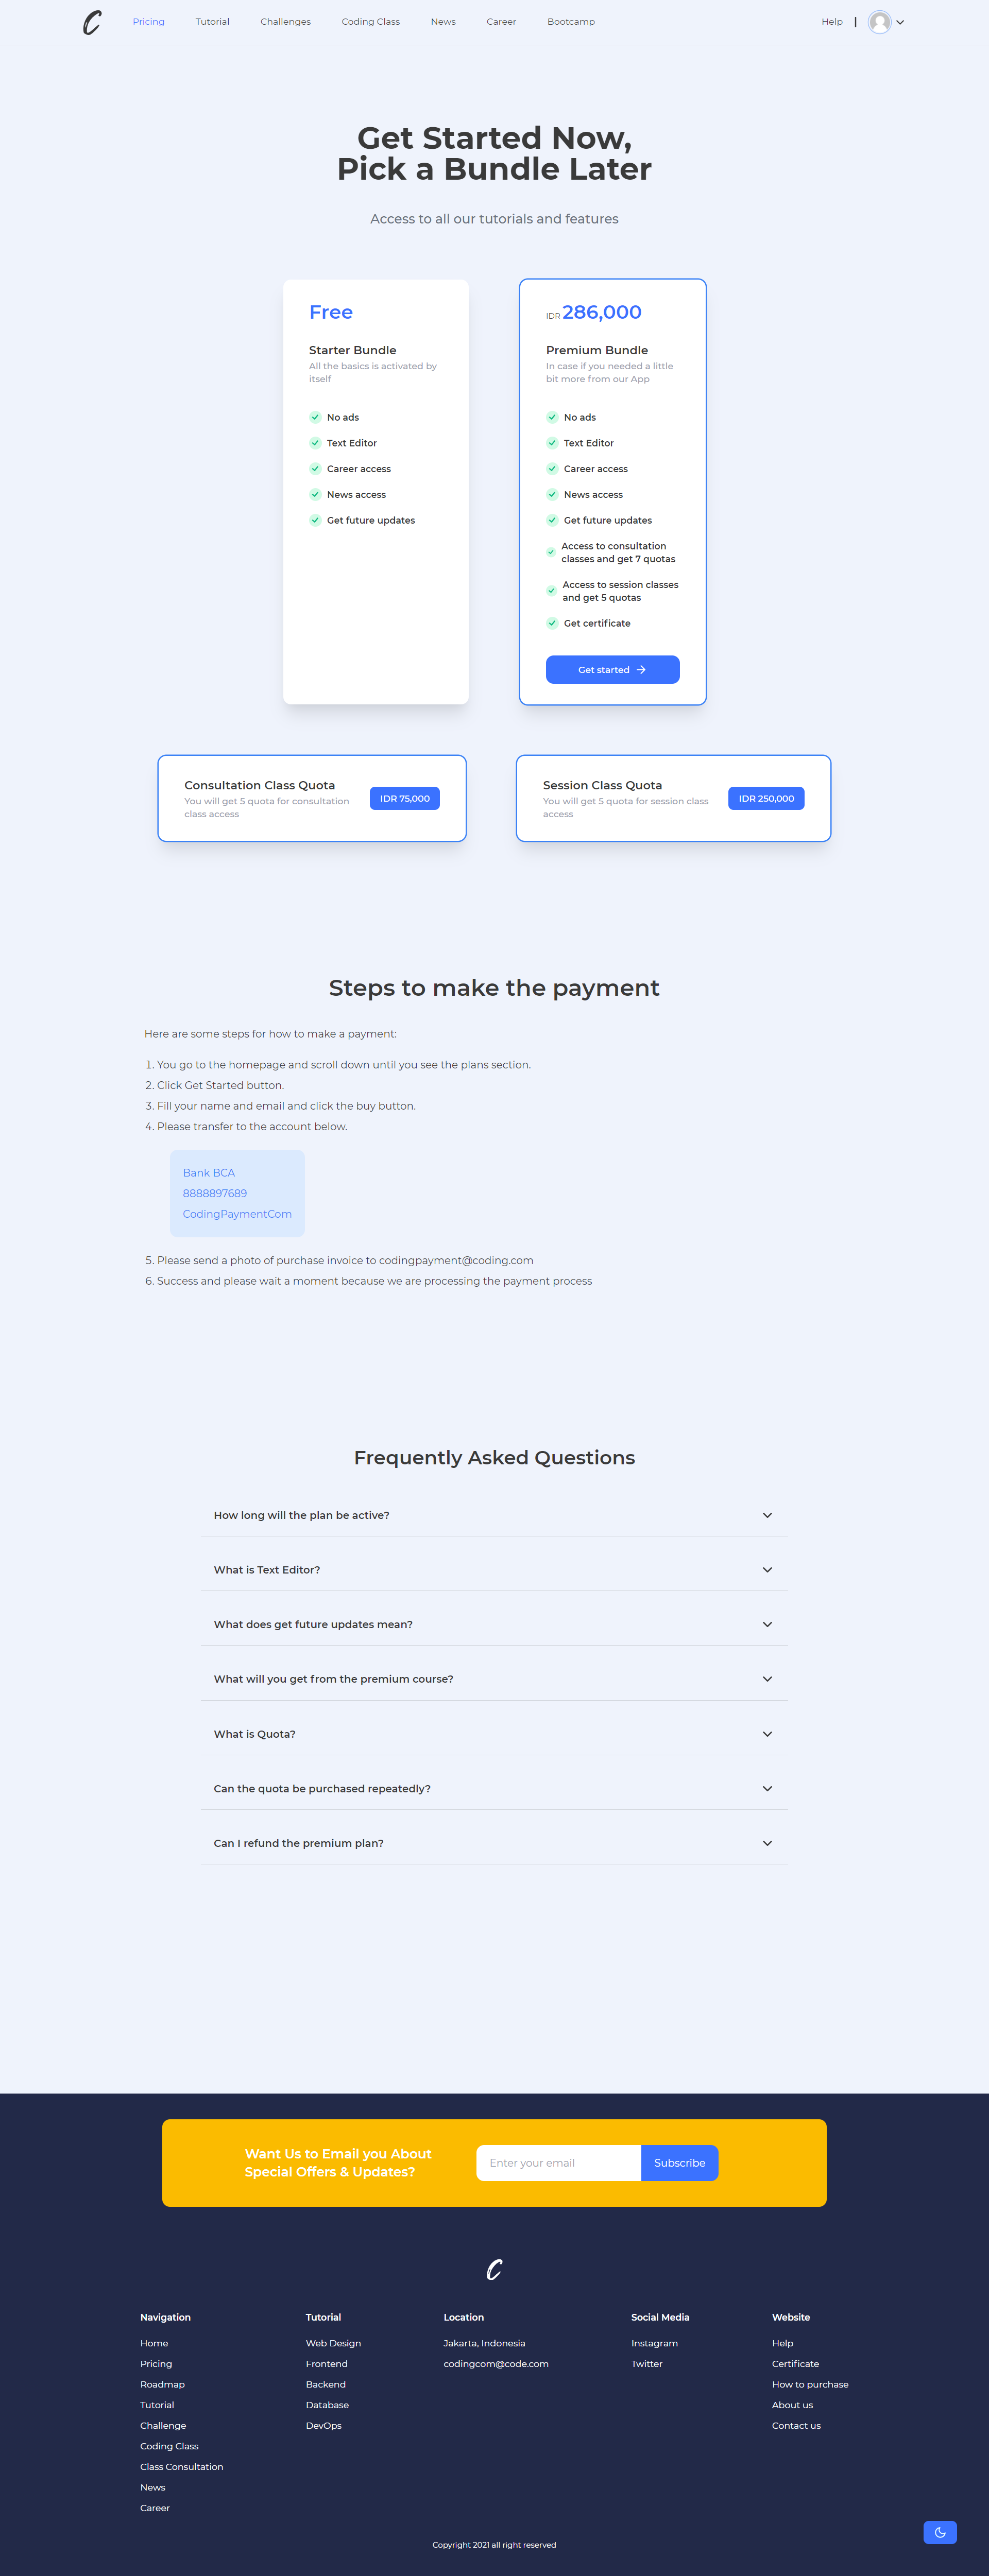 C
Pricing Tutorial Challenges Coding Class News Career Bootcamp Help
Get Started Now,
Pick a Bundle Later
Access to all our tutorials and features
Free
Starter Bundle
All the basics is activated by
itself
No ads
Text Editor
Career access
News access
Get future updates
IDR 286,000
Premium Bundle
In case if you needed a little
bit more from our App
No ads
Text Editor
Career access
News access
Get future updates
Access to consultation
classes and get 7 quotas
Access to session classes
and get 5 quotas
Get certificate
Get started
Consultation Class Quota
You will get 5 quota for consultation
class access
IDR 75,000
Session Class Quota
You will get 5 quota for session class
access
IDR 250,000
Steps to make the payment
Here are some steps for how to make a payment:
1. You go to the homepage and scroll down until you see the plans section.
2. Click Get Started button.
3. Fill your name and email and click the buy button.
4. Please transfer to the account below.
Bank BCA
8888897689
CodingPaymentCom
5. Please send a photo of purchase invoice to codingpayment@coding.com
6. Success and please wait a moment because we are processing the payment process
Frequently Asked Questions
How long will the plan be active?
What is Text Editor?
What does get future updates mean?
What will you get from the premium course?
What is Quota?
Can the quota be purchased repeatedly?
Can I refund the premium plan?
Want Us to Email you About
Special Offers & Updates?
Enter your email
Subscribe
C
Navigation
Home
Pricing
Roadmap
Tutorial
Challenge
Coding Class
Class Consultation
News
Career
Tutorial
Web Design
Frontend
Backend
Database
DevOps
Location
Jakarta, Indonesia
codingcom@code.com
Social Media
Instagram
Twitter
Website
Help
Certificate
How to purchase
About us
Contact us
Copyright 2021 all right reserved